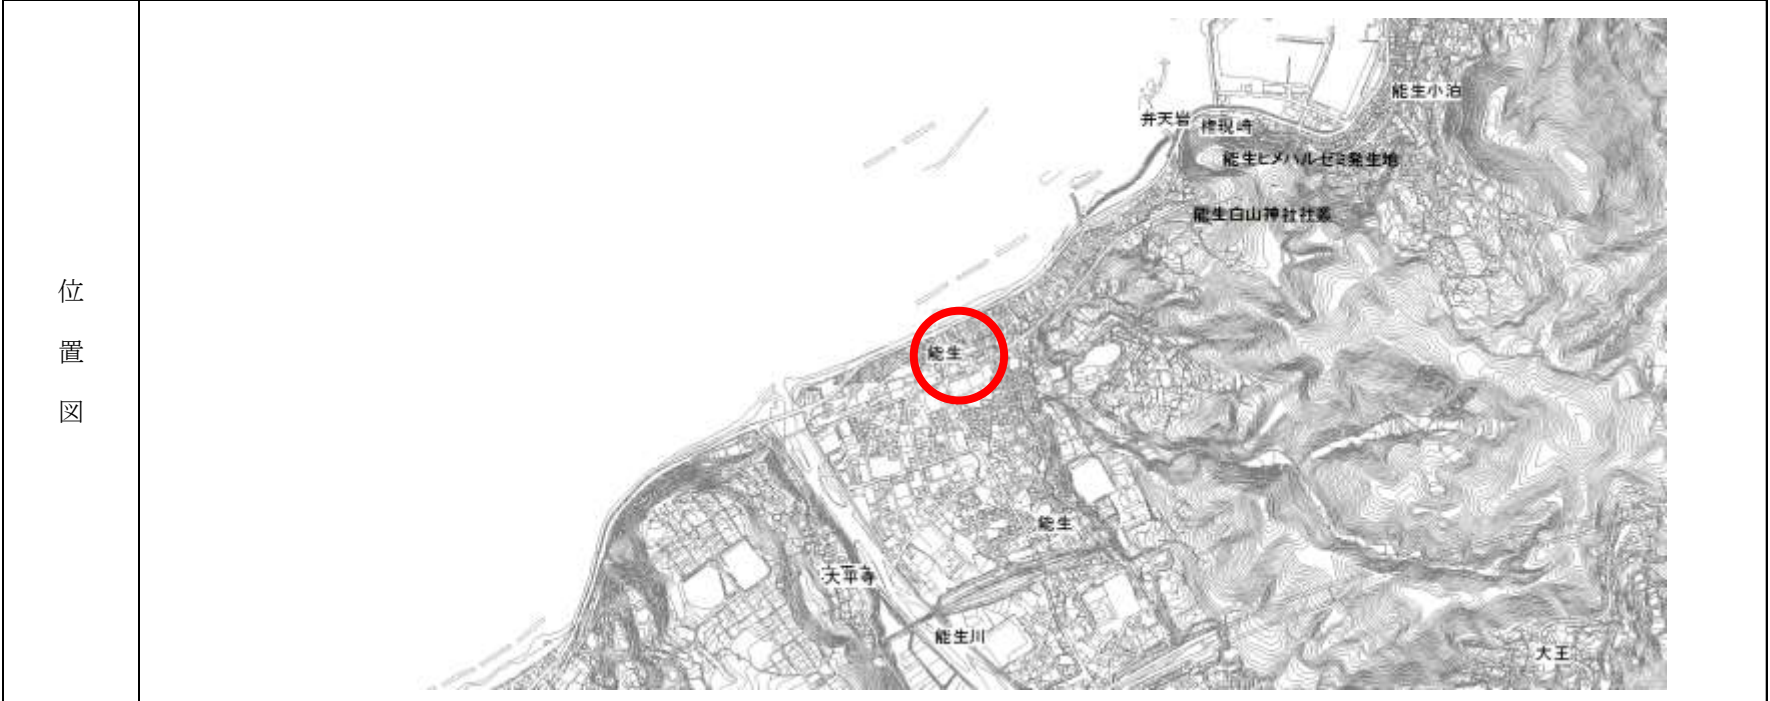 位
置
図
能生小泊
弁天岩
権現崎
能生ヒメハルゼミ発生地
能生白山神社社叢
能生
能生
大平寺
能生川
大王